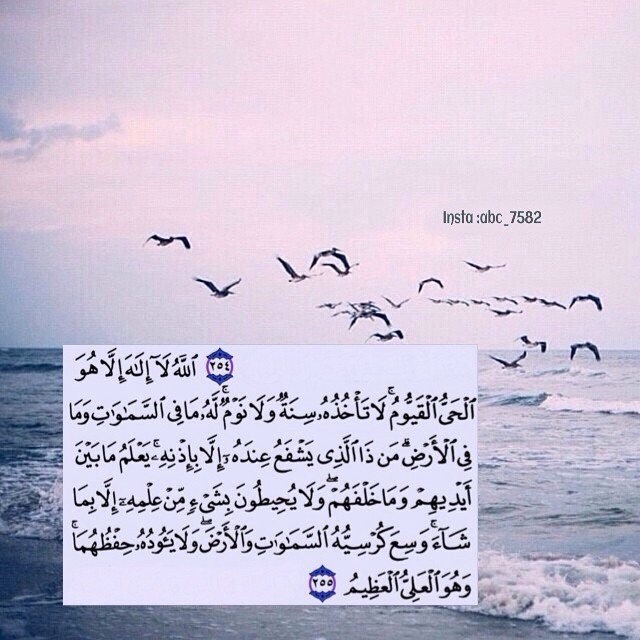 Insta :abc_7582
﴿٢٥٤﴾ ٱللَّهُ لَآ إِلَـٰهَ إِلَّا هُوَ
ٱلْحَىُّ ٱلْقَيُّومُ ۚ لَا تَأْخُذُهُۥ سِنَةٌ وَلَا نَوْمٌ ۚ لَّهُۥ مَا فِى ٱلسَّمَـٰوَٰتِ وَمَا
فِى ٱلْأَرْضِ ۗ مَن ذَا ٱلَّذِى يَشْفَعُ عِندَهُۥٓ إِلَّا بِإِذْنِهِۦ ۚ يَعْلَمُ مَا بَيْنَ
أَيْدِيهِمْ وَمَا خَلْفَهُمْ ۖ وَلَا يُحِيطُونَ بِشَىْءٍ مِّنْ عِلْمِهِۦٓ إِلَّا بِمَا
شَآءَ ۚ وَسِعَ كُرْسِيُّهُ ٱلسَّمَـٰوَٰتِ وَٱلْأَرْضَ ۖ وَلَا يَـُٔودُهُۥ حِفْظُهُمَا ۚ
وَهُوَ ٱلْعَلِىُّ ٱلْعَظِيمُ ﴿٢٥٥﴾